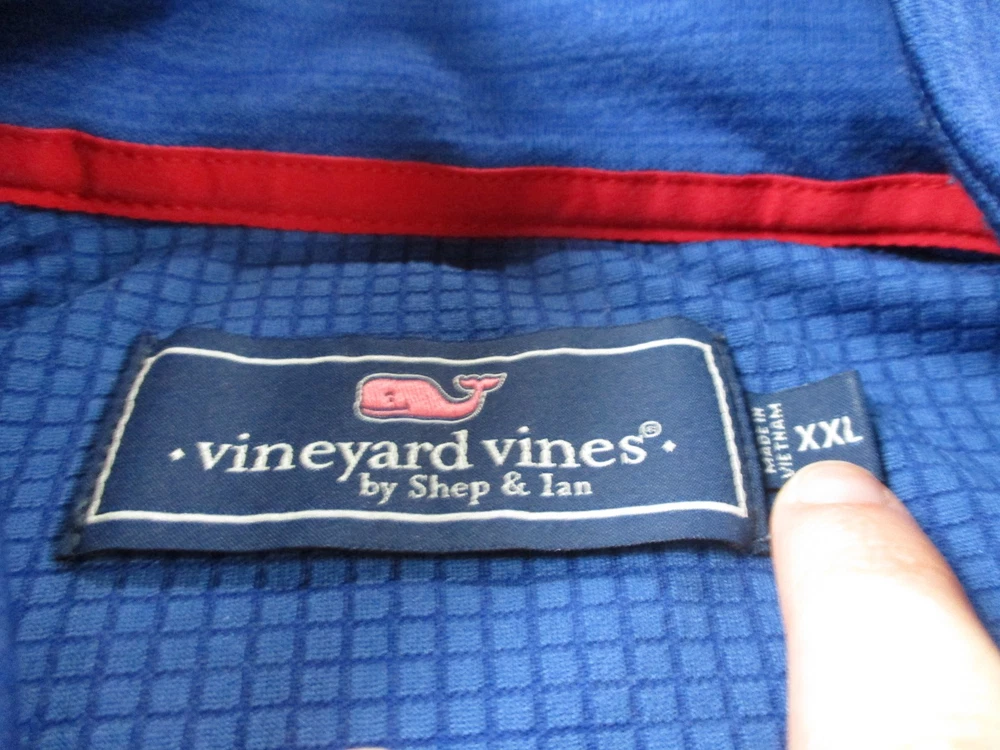 vineyard vines®
by Shep & Ian
MADE IN
VIETNAM
XXL